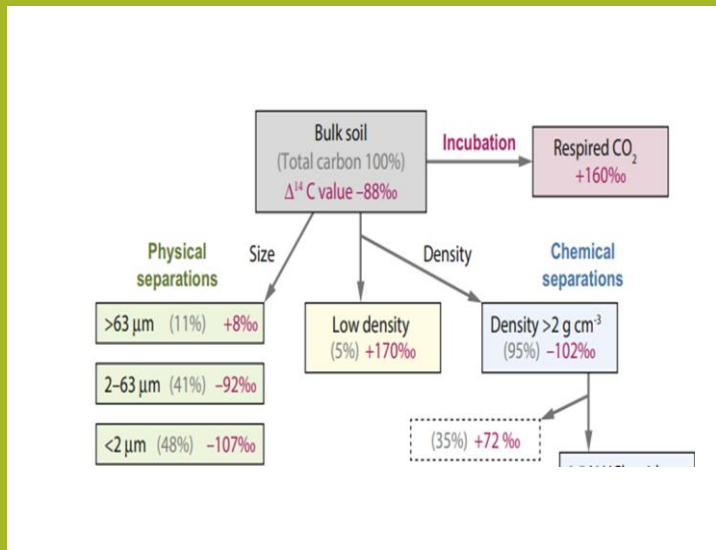 Bulk soil
(Total carbon 100%)
Δ¹⁴ C value –88‰
Incubation
Respired CO₂
+160‰
Physical
separations
Size
Density
Chemical
separations
>63 µm (11%) +8‰
2–63 µm (41%) –92‰
<2 µm (48%) –107‰
Low density
(5%) +170‰
Density >2 g cm⁻³
(95%) –102‰
(35%) +72 ‰